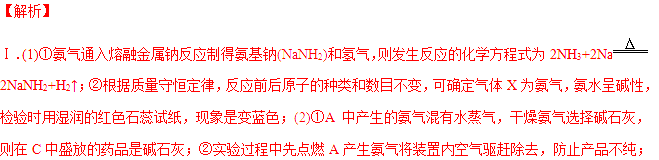 【解析】
Ⅰ.(1)①氨气通入熔融金属钠反应制得氨基钠(NaNH₂)和氢气,则发生反应的化学方程式为 2NH₃+2Na=△=
2NaNH₂+H₂↑;②根据质量守恒定律,反应前后原子的种类和数目不变,可确定气体 X 为氨气,氨水呈碱性,
检验时用湿润的红色石蕊试纸,现象是变蓝色;(2)①A 中产生的氨气混有水蒸气,干燥氨气选择碱石灰,
则在 C 中盛放的药品是碱石灰;②实验过程中先点燃 A 产生氨气将装置内空气驱赶除去,防止产品不纯;